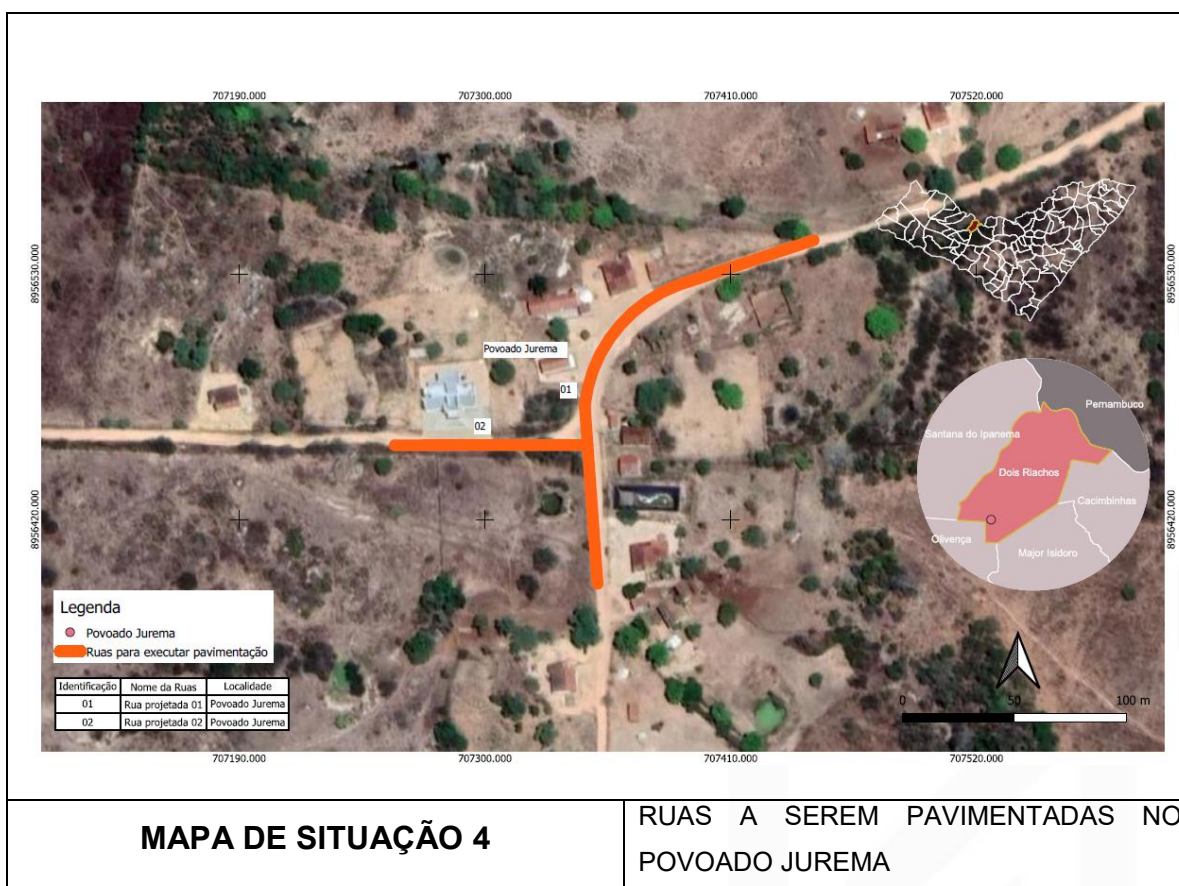 707190.000 707300.000 707410.000 707520.000
8956530.000 8956530.000
Povoado Jurema
01
02
Pernambuco
Santana do Ipanema
Dois Riachos
Cacimbinhas
Olivença
Major Isidoro
8956420.000 8956420.000
Legenda
Povoado Jurema
Ruas para executar pavimentação
Identificação Nome da Ruas Localidade
01 Rua projetada 01 Povoado Jurema
02 Rua projetada 02 Povoado Jurema
0 50 100 m
707190.000 707300.000 707410.000 707520.000
MAPA DE SITUAÇÃO 4
RUAS A SEREM PAVIMENTADAS NO
POVOADO JUREMA